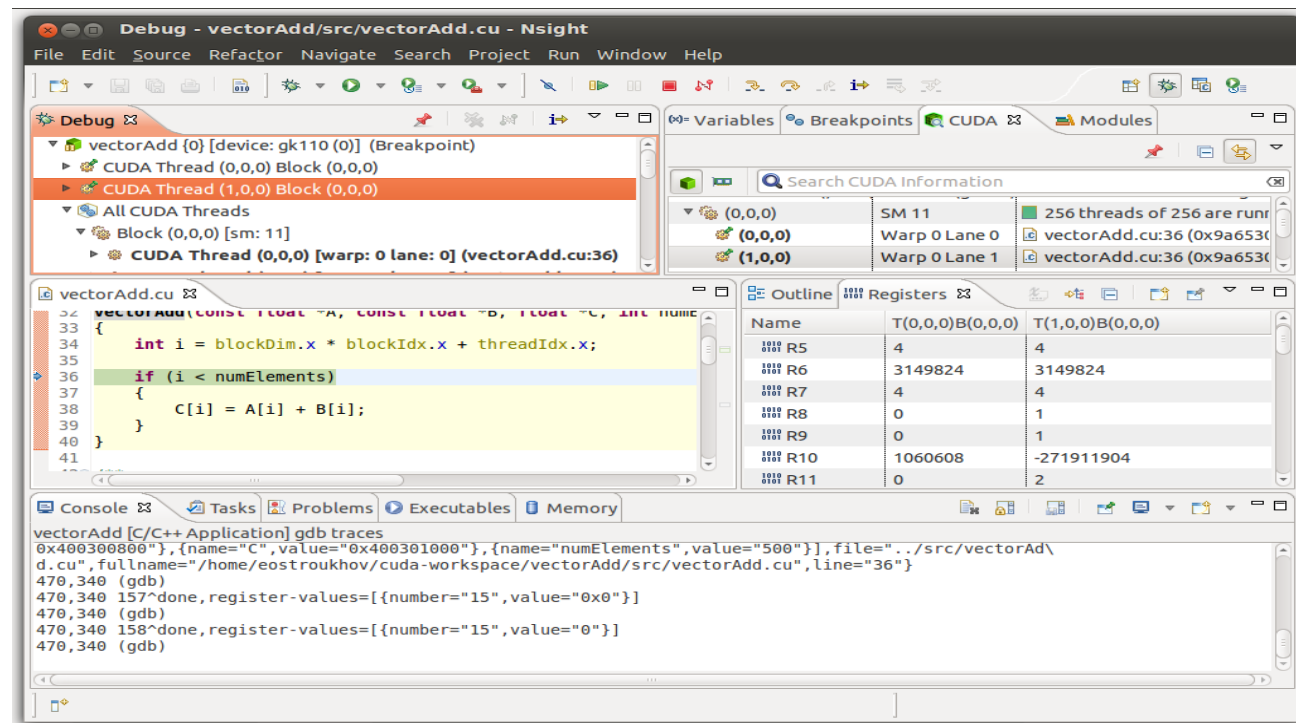 Debug - vectorAdd/src/vectorAdd.cu - Nsight
File Edit Source Refactor Navigate Search Project Run Window Help
Debug
vectorAdd {0} [device: gk110 (0)] (Breakpoint)
CUDA Thread (0,0,0) Block (0,0,0)
CUDA Thread (1,0,0) Block (0,0,0)
All CUDA Threads
Block (0,0,0) [sm: 11]
CUDA Thread (0,0,0) [warp: 0 lane: 0] (vectorAdd.cu:36)
(x)= Variables Breakpoints CUDA Modules
Search CUDA Information
(0,0,0) SM 11 256 threads of 256 are runr
(0,0,0) Warp 0 Lane 0 vectorAdd.cu:36 (0x9a653(
(1,0,0) Warp 0 Lane 1 vectorAdd.cu:36 (0x9a653(
vectorAdd.cu
32 vectorAdd(const float *A, const float *B, float *C, int numE
33 {
34 int i = blockDim.x * blockIdx.x + threadIdx.x;
35
36 if (i < numElements)
37 {
38 C[i] = A[i] + B[i];
39 }
40 }
41
Outline Registers
Name T(0,0,0)B(0,0,0) T(1,0,0)B(0,0,0)
R5 4 4
R6 3149824 3149824
R7 4 4
R8 0 1
R9 0 1
R10 1060608 -271911904
R11 0 2
Console Tasks Problems Executables Memory
vectorAdd [C/C++ Application] gdb traces
0x400300800"},{name="C",value="0x400301000"},{name="numElements",value="500"}],file="../src/vectorAd\
d.cu",fullname="/home/eostroukhov/cuda-workspace/vectorAdd/src/vectorAdd.cu",line="36"}
470,340 (gdb)
470,340 157^done,register-values=[{number="15",value="0x0"}]
470,340 (gdb)
470,340 158^done,register-values=[{number="15",value="0"}]
470,340 (gdb)